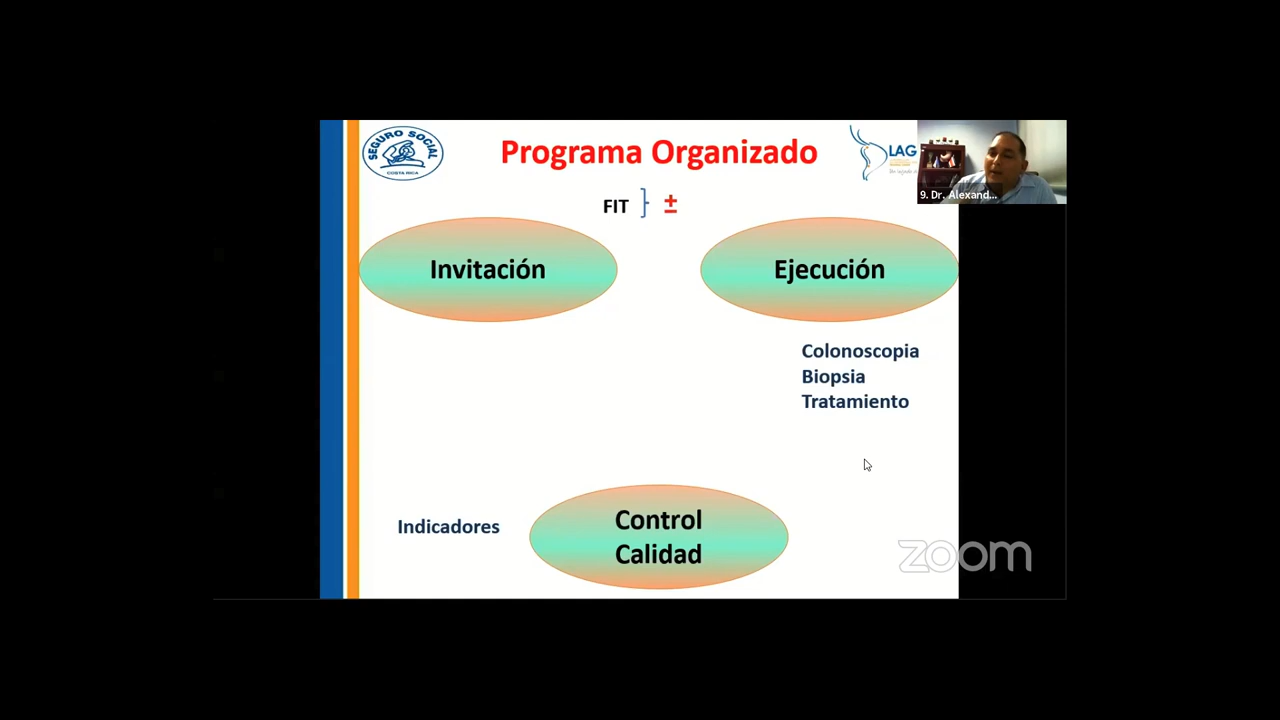 SEGURO SOCIAL
COSTA RICA
Programa Organizado
LAG
9. Dr. Alexand...
FIT } ±
Invitación
Ejecución
Colonoscopia
Biopsia
Tratamiento
Indicadores
Control
Calidad
zoom